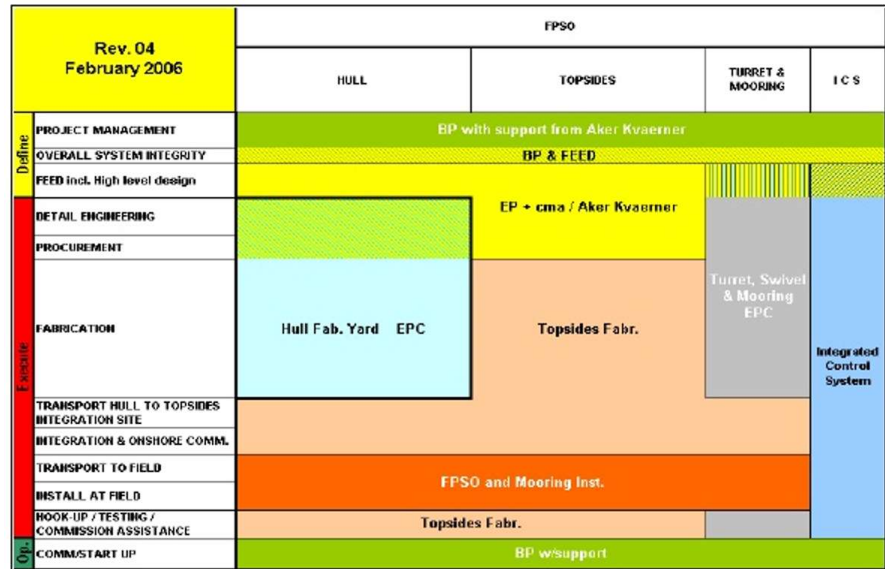 Rev. 04
February 2006
FPSO
HULL
TOPSIDES
TURRET &
MOORING
I C S
Define
PROJECT MANAGEMENT
BP with support from Aker Kvaerner
OVERALL SYSTEM INTEGRITY
BP & FEED
FEED incl. High level design
EP + cma / Aker Kvaerner
Execute
DETAIL ENGINEERING
PROCUREMENT
FABRICATION
Hull Fab. Yard EPC
Topsides Fabr.
Turret, Swivel
& Mooring
EPC
Integrated
Control
System
TRANSPORT HULL TO TOPSIDES
INTEGRATION SITE
INTEGRATION & ONSHORE COMM.
TRANSPORT TO FIELD
FPSO and Mooring Inst.
INSTALL AT FIELD
HOOK-UP / TESTING /
COMMISSION ASSISTANCE
Topsides Fabr.
Op.
COMM/START UP
BP w/support